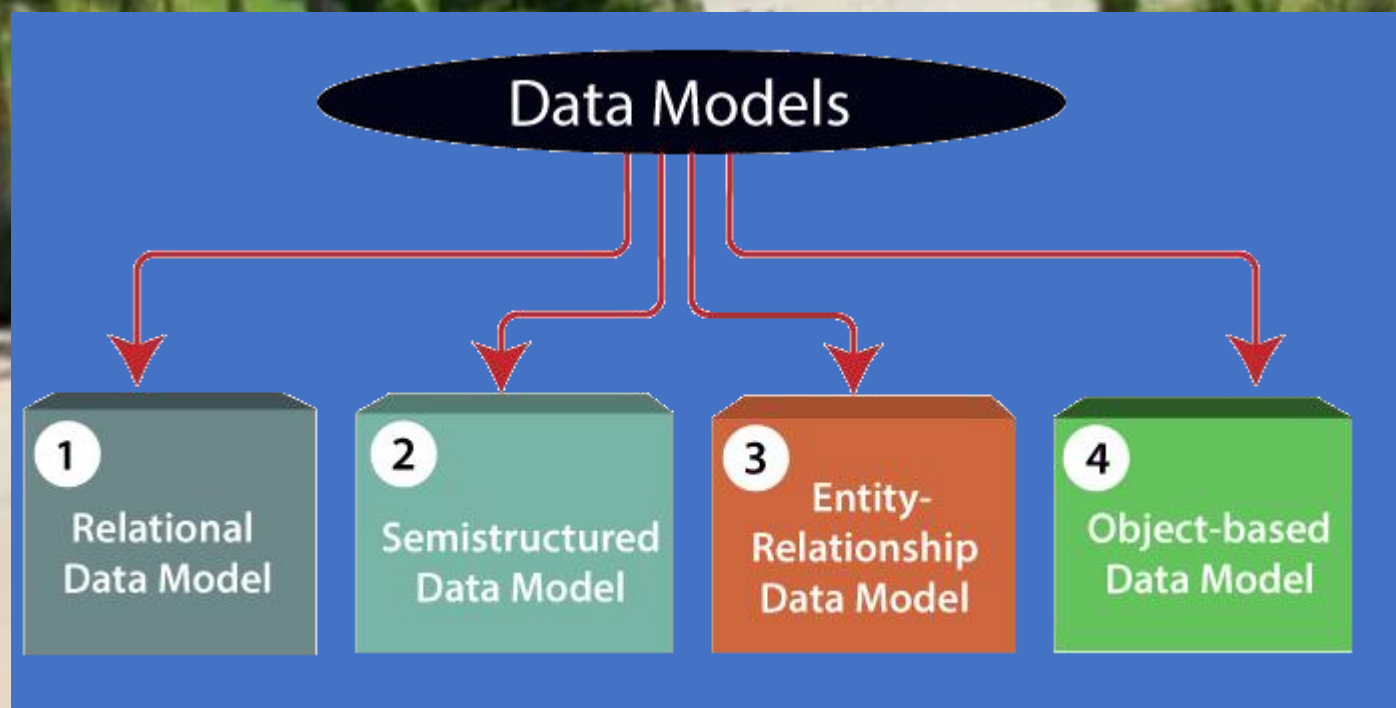 Data Models
1
Relational
Data Model
2
Semistructured
Data Model
3
Entity-
Relationship
Data Model
4
Object-based
Data Model